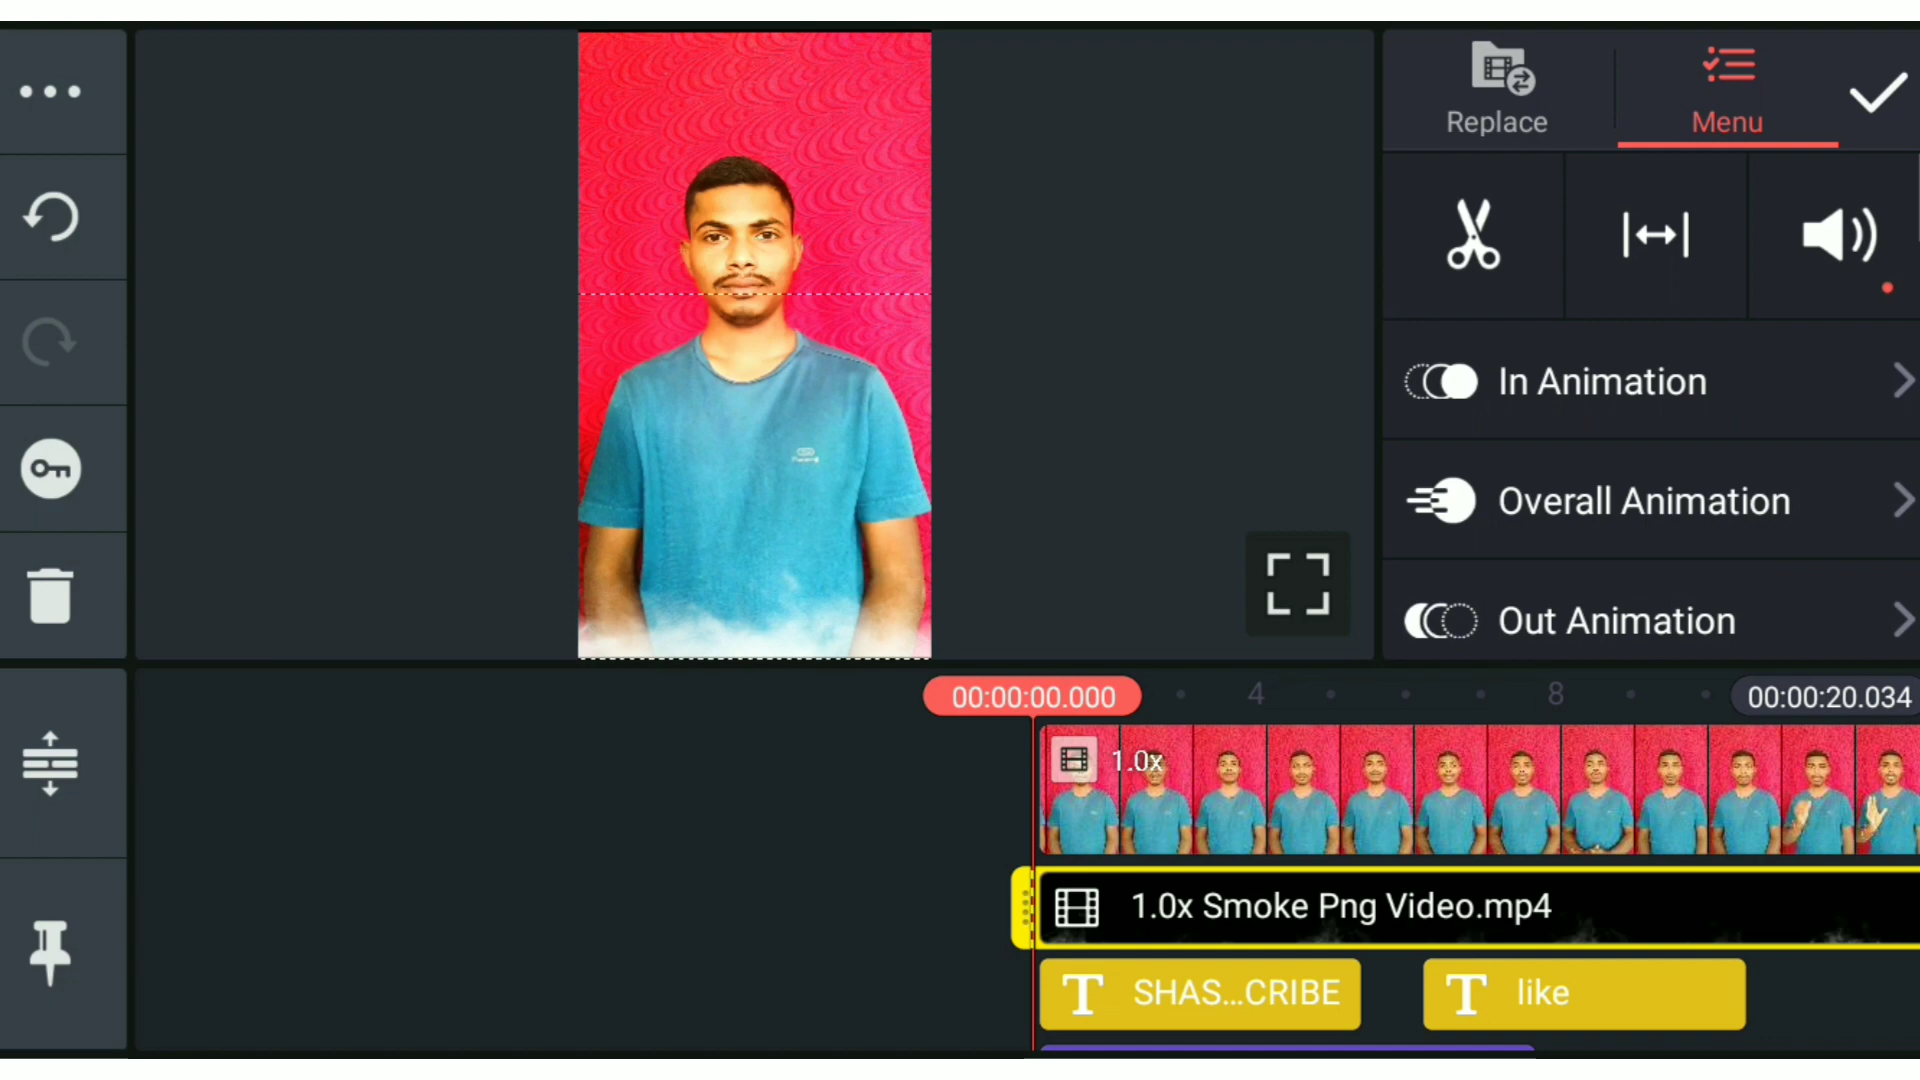 Replace
Menu
In Animation
Overall Animation
Out Animation
00:00:00.000
4
8
00:00:20.034
1.0x
1.0x Smoke Png Video.mp4
SHAS...CRIBE
like